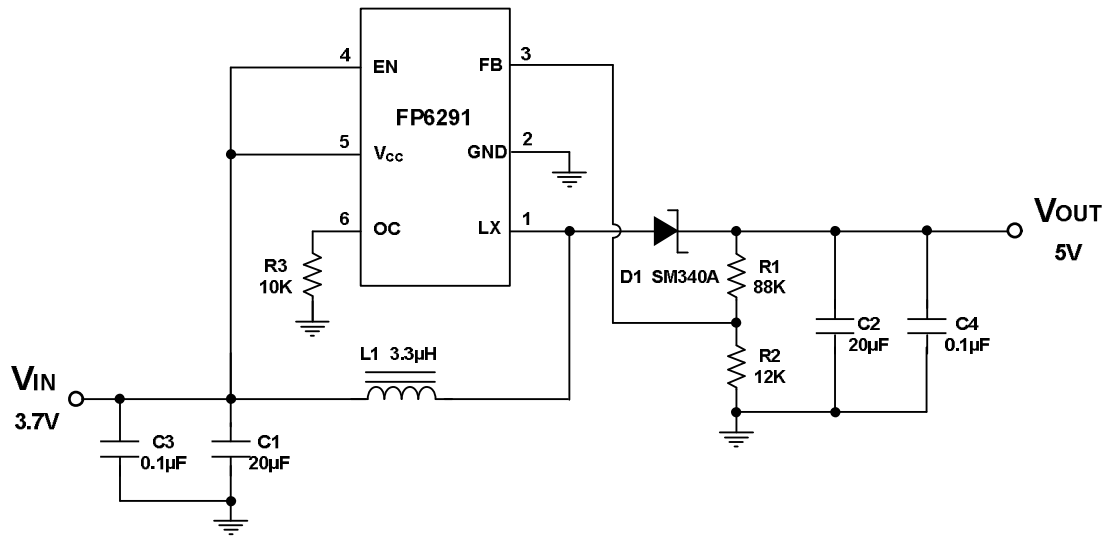 4
EN
FB
3
FP6291
5
VCC
GND
2
6
OC
LX
1
R3
10K
D1 SM340A
R1
88K
VOUT
5V
C2
20µF
C4
0.1µF
L1 3.3µH
R2
12K
VIN
3.7V
C3
0.1µF
C1
20µF